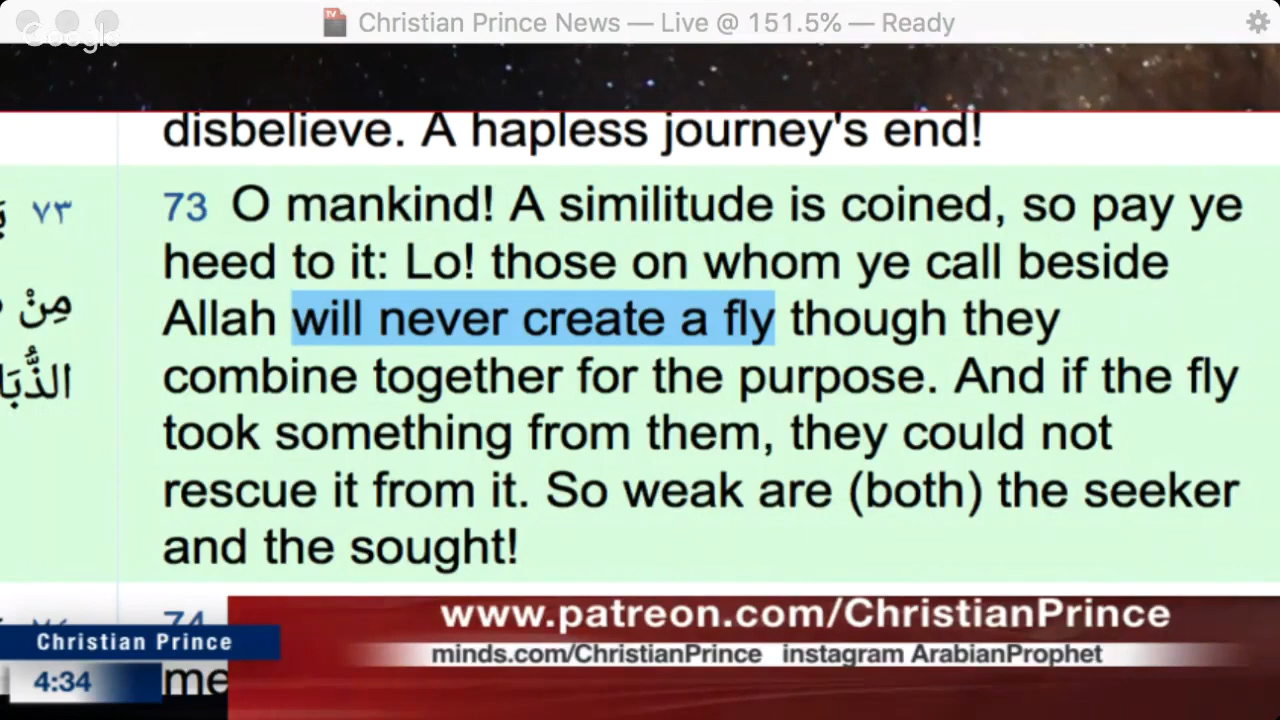 Christian Prince News — Live @ 151.5% — Ready
Google
disbelieve. A hapless journey's end!
٧٣
73 O mankind! A similitude is coined, so pay ye
heed to it: Lo! those on whom ye call beside
مِنْ
Allah will never create a fly though they
combine together for the purpose. And if the fly
took something from them, they could not
rescue it from it. So weak are (both) the seeker
and the sought!
74
www.patreon.com/ChristianPrince
Christian Prince
minds.com/ChristianPrince instagram ArabianProphet
4:34